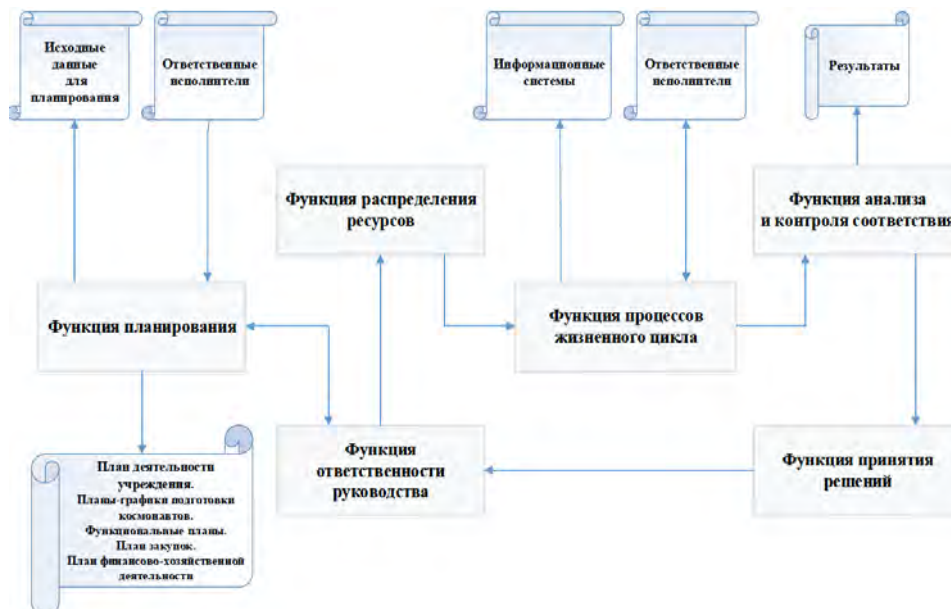 Исходные
данные
для
планирования
Ответственные
исполнители
Информационные
системы
Ответственные
исполнители
Результаты
Функция распределения
ресурсов
Функция анализа
и контроля соответствия
Функция планирования
Функция процессов
жизненного цикла
План деятельности
учреждения.
Планы-графики подготовки
космонавтов.
Функциональные планы.
План закупок.
План финансово-хозяйственной
деятельности
Функция
ответственности
руководства
Функция принятия
решений